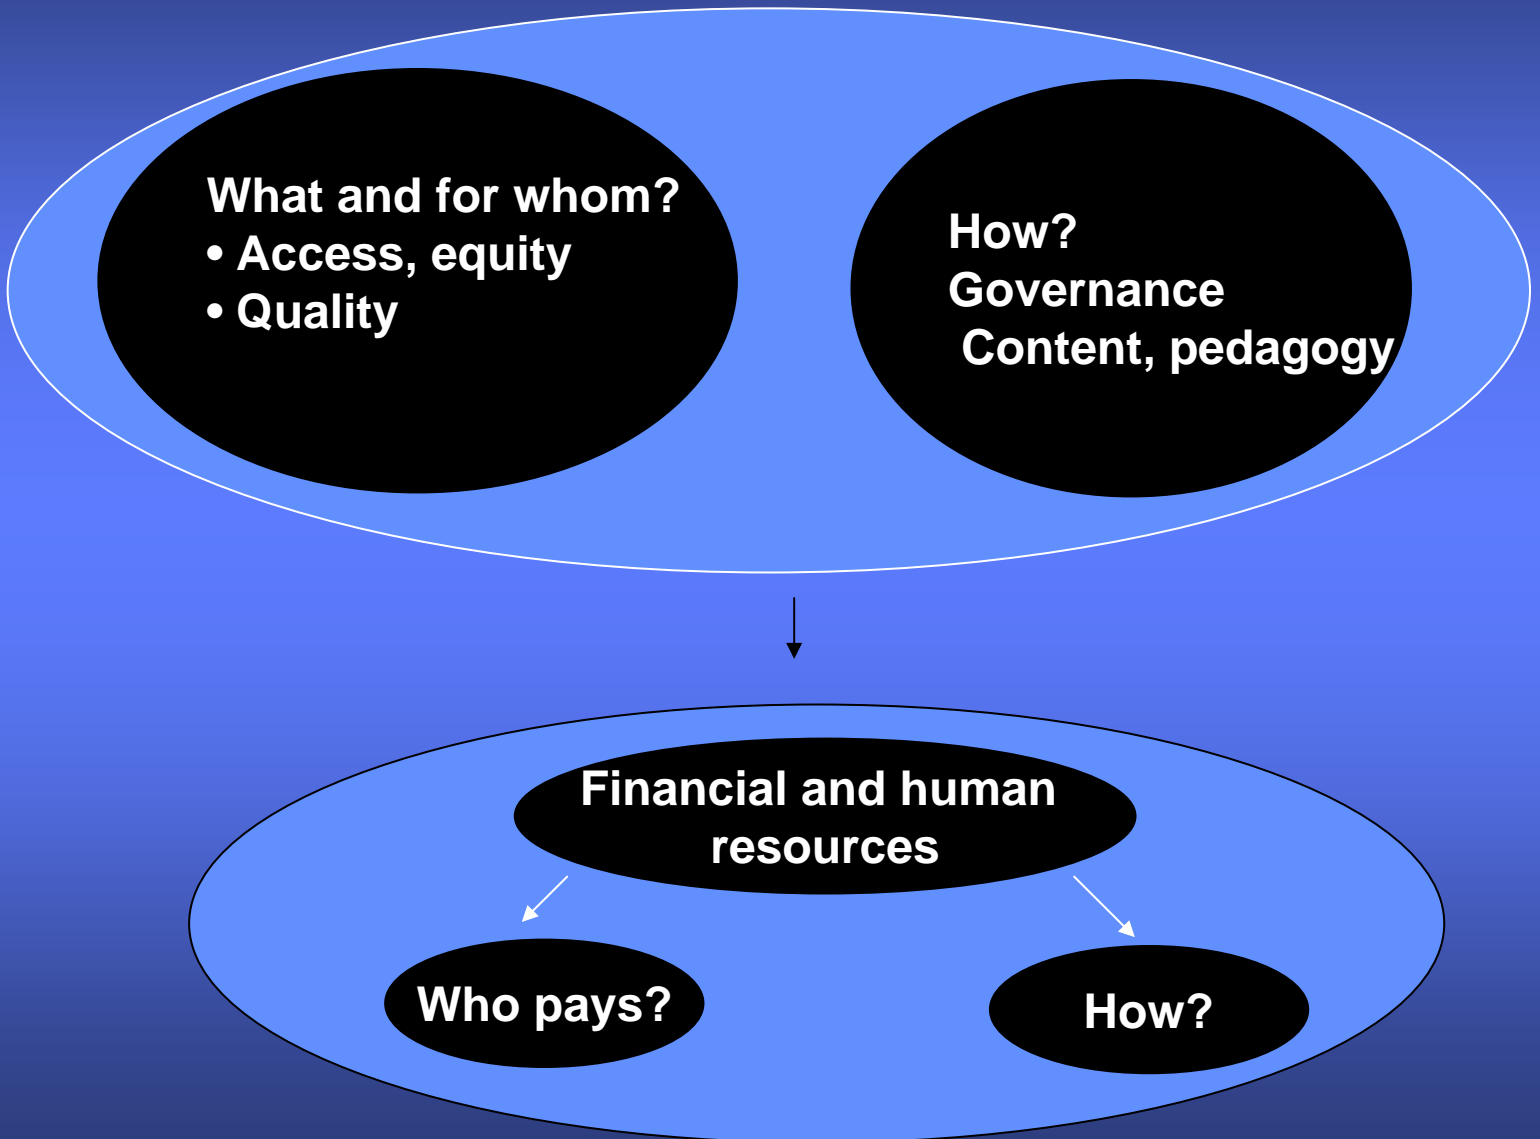 What and for whom?
• Access, equity
• Quality
How?
Governance
Content, pedagogy
Financial and human
resources
Who pays?
How?